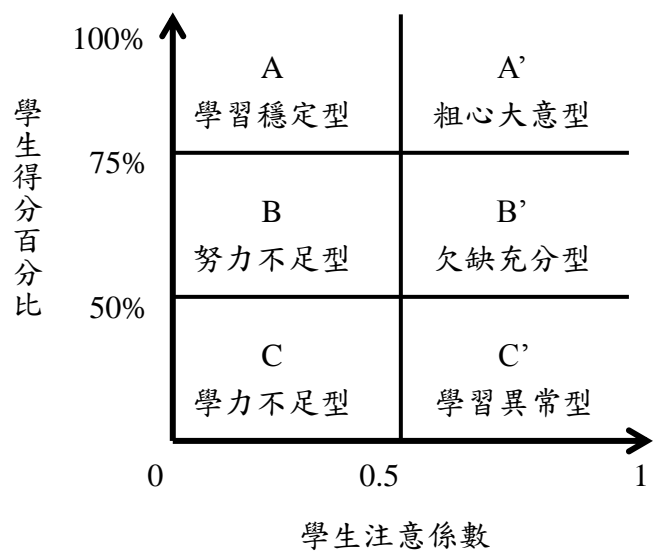 100%
A
A’
學習穩定型
粗心大意型
75%
學生得分百分比
B
B’
努力不足型
欠缺充分型
50%
C
C’
學力不足型
學習異常型
0
0.5
1
學生注意係數